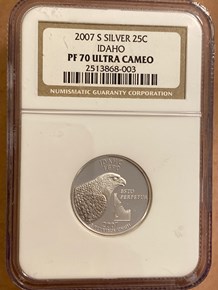 2007 S SILVER 25C
IDAHO
PF 70 ULTRA CAMEO
2513868-003
NUMISMATIC GUARANTY CORPORATION
IDAHO
ESTO
PERPETUA